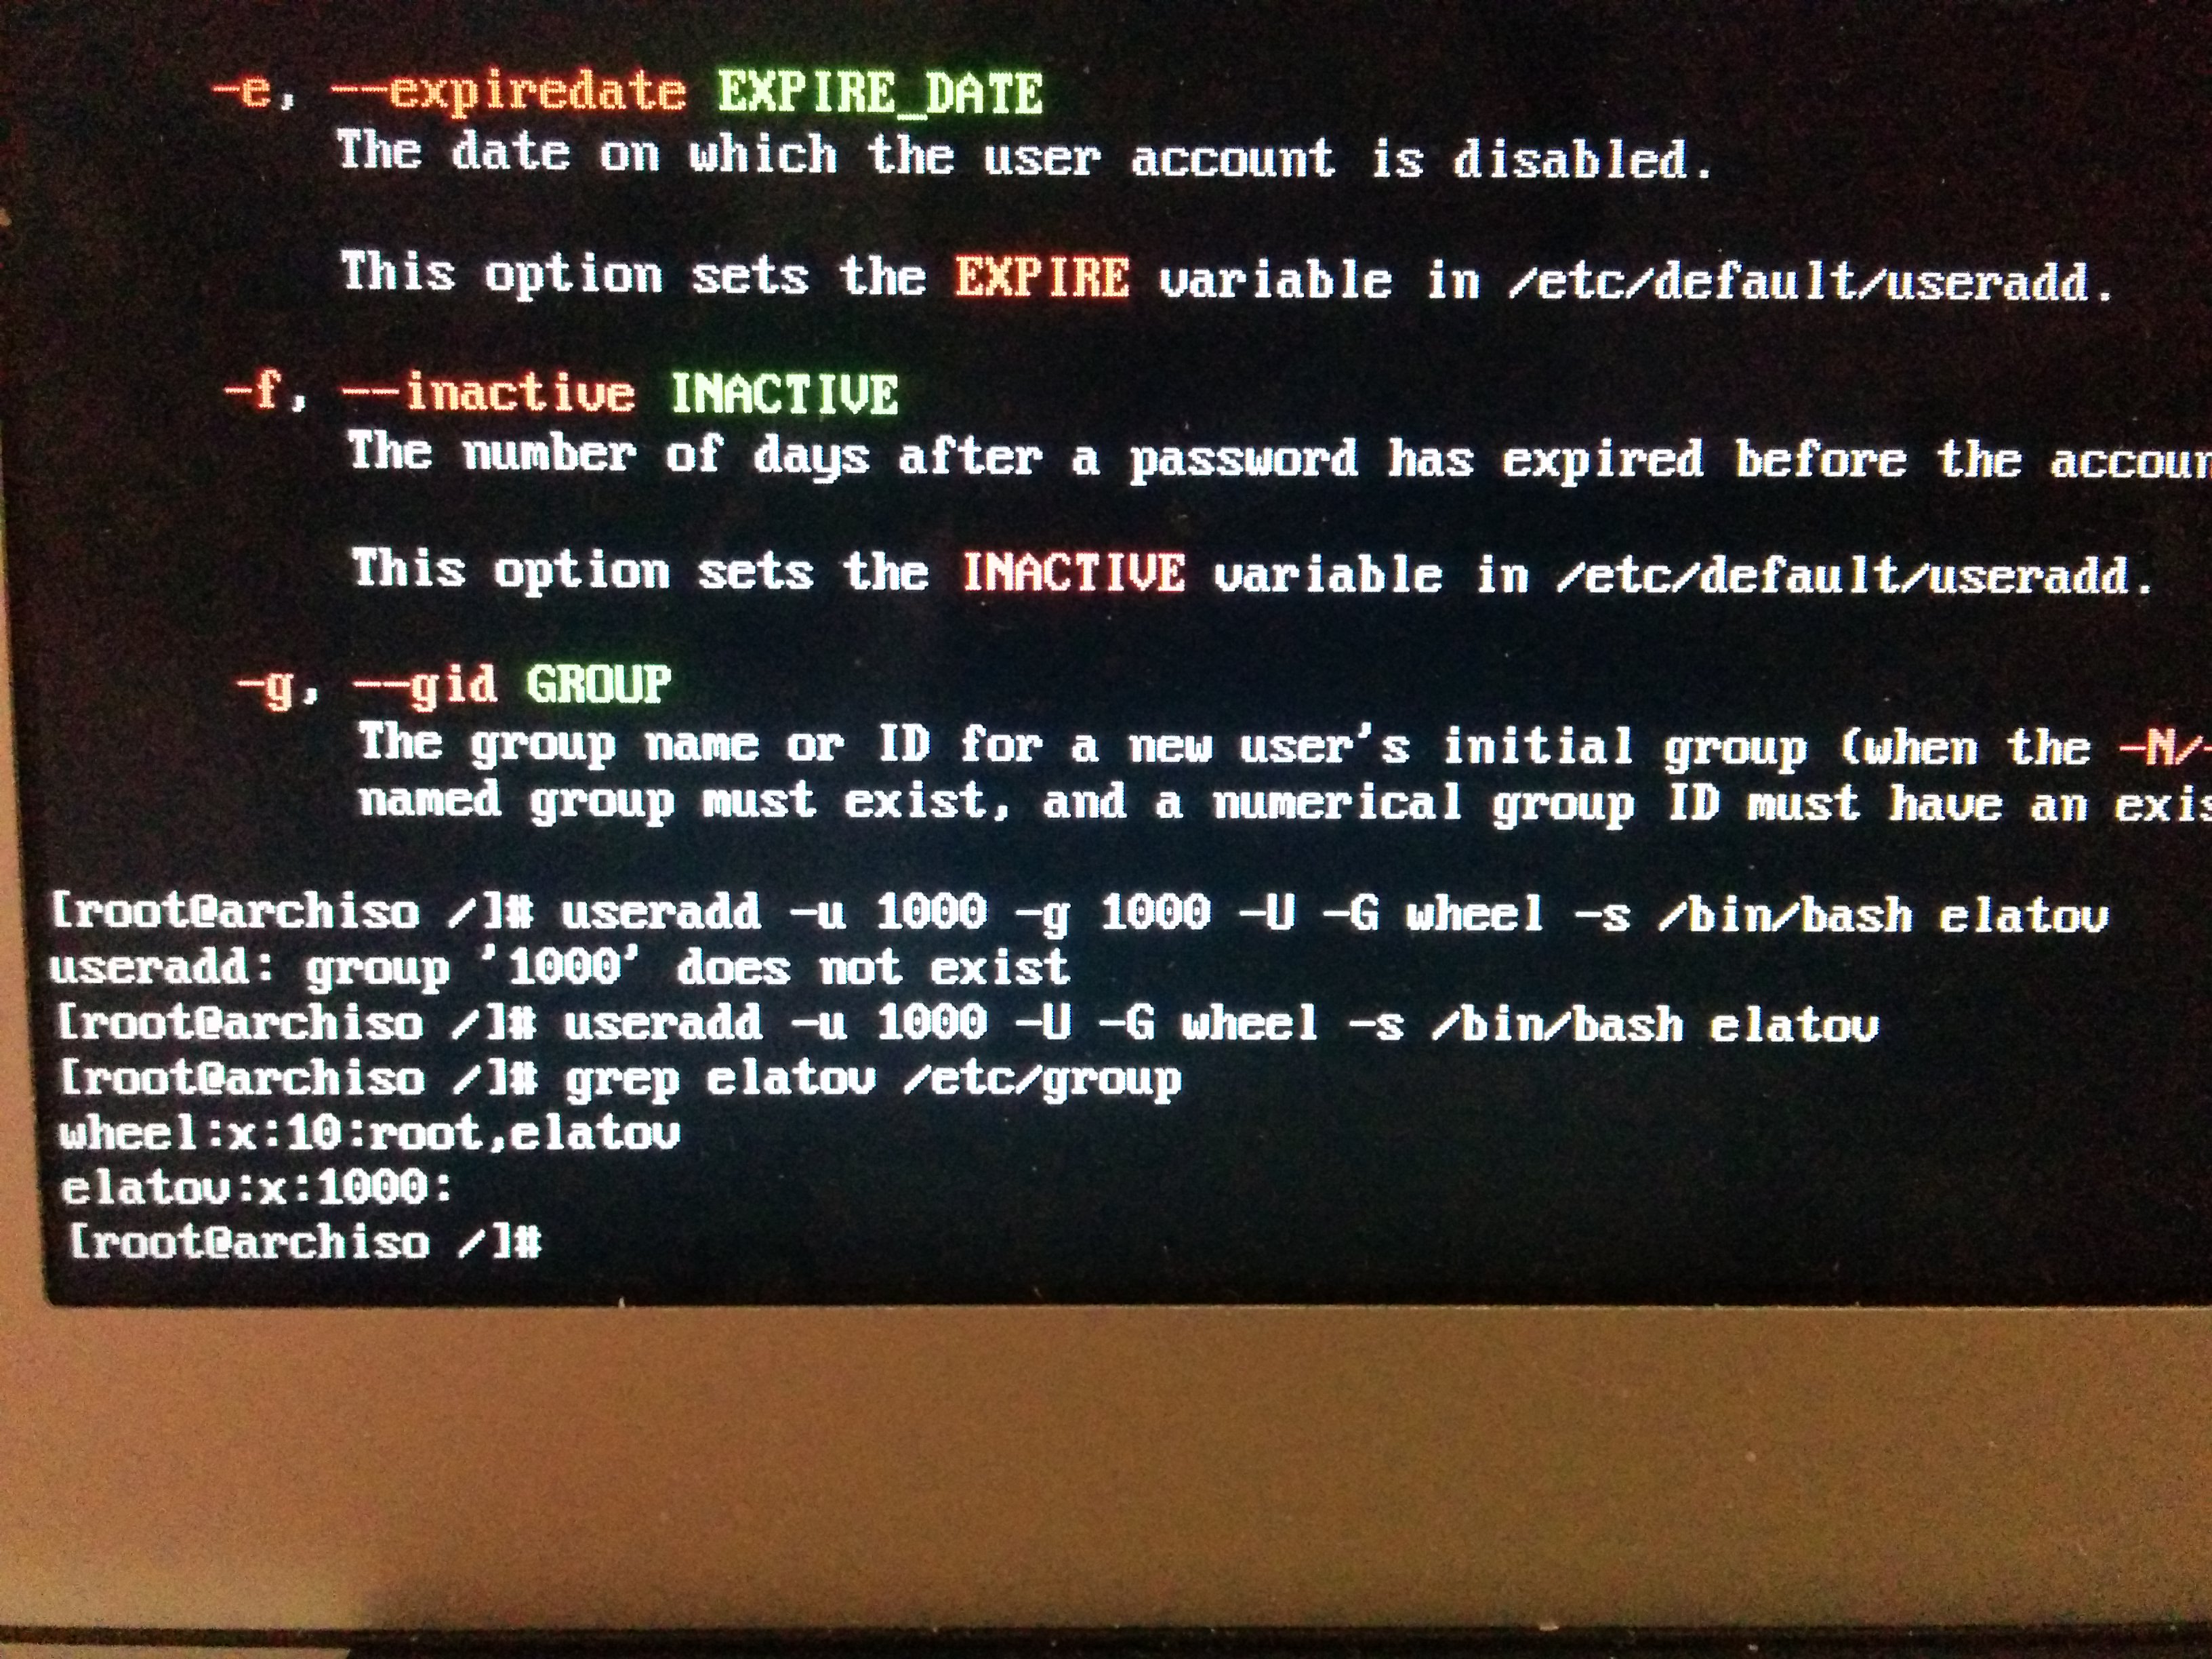 -e, --expiredate EXPIRE_DATE
The date on which the user account is disabled.
This option sets the EXPIRE variable in /etc/default/useradd.
-f, --inactive INACTIVE
The number of days after a password has expired before the
This option sets the INACTIVE variable in /etc/default/useradd.
-g, --gid GROUP
The group name or ID for a new user's initial group (when the -N/
named group must exist, and a numerical group ID must have an
[root@archiso /]# useradd -u 1000 -g 1000 -U -G wheel -s /bin/bash elatov
useradd: group '1000' does not exist
[root@archiso /]# useradd -u 1000 -U -G wheel -s /bin/bash elatov
[root@archiso /]# grep elatov /etc/group
wheel:x:10:root,elatov
elatov:x:1000:
[root@archiso /]#